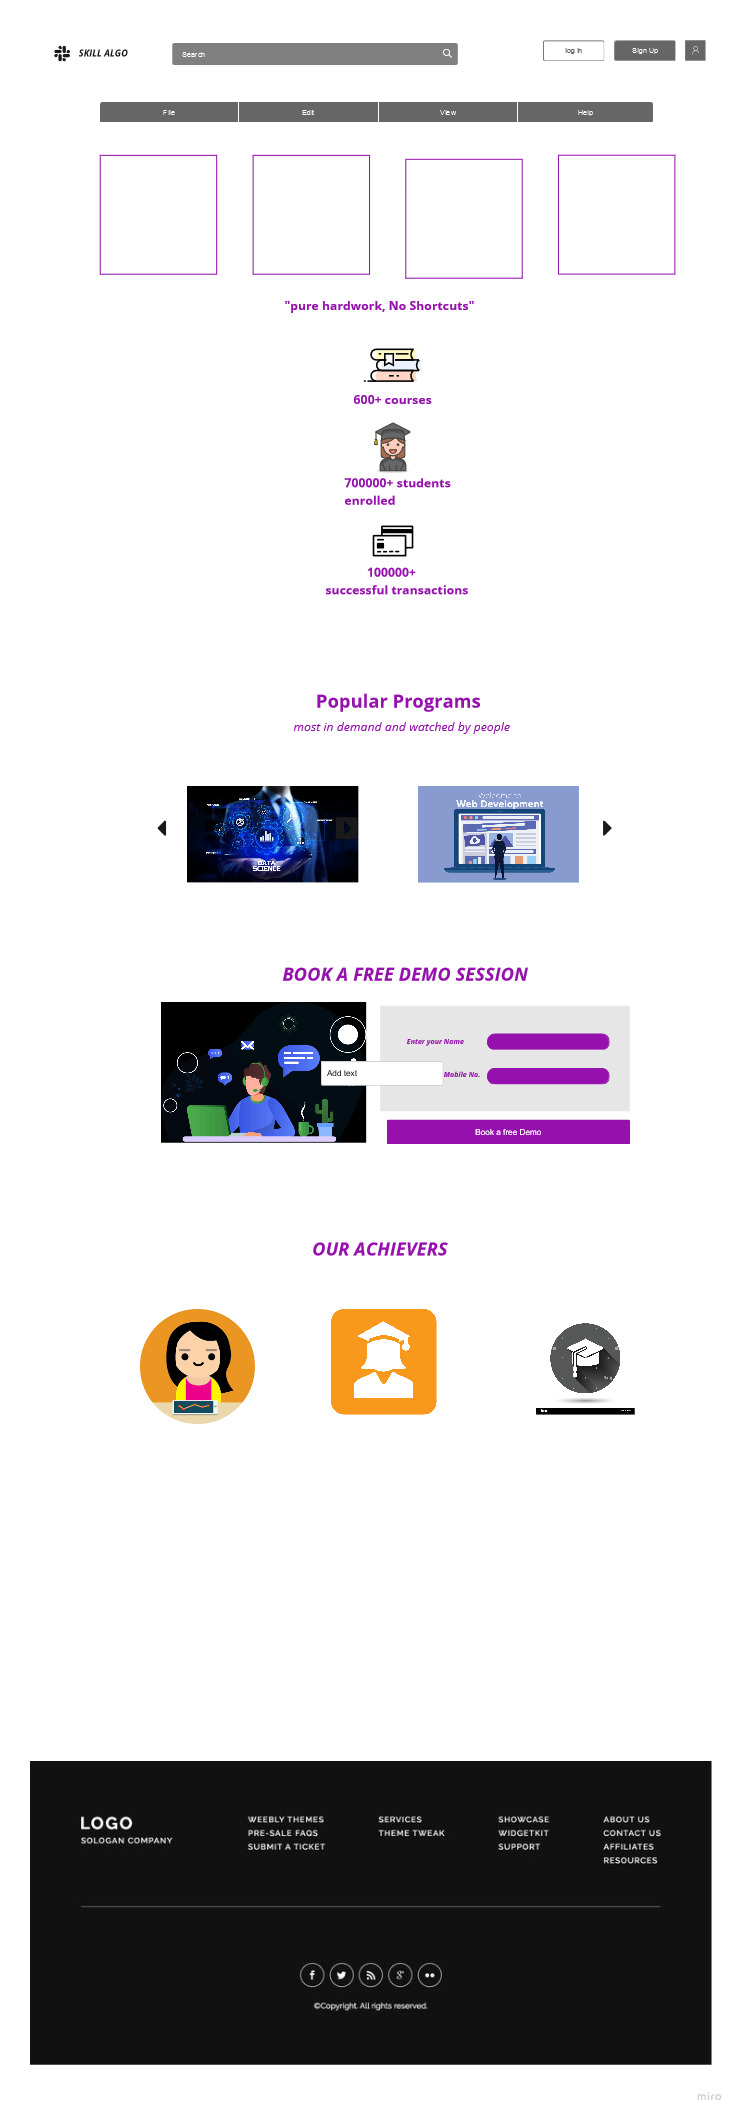 SKILL ALGO
Search
log in
Sign Up
File
Edit
View
Help
"pure hardwork, No Shortcuts"
600+ courses
700000+ students
enrolled
100000+
successful transactions
Popular Programs
most in demand and watched by people
DATA
SCIENCE
Welcome to
Web Development
BOOK A FREE DEMO SESSION
Enter your Name
Add text
Mobile No.
Book a free Demo
OUR ACHIEVERS
LOGO
SOLOGAN COMPANY
WEEBLY THEMES
PRE-SALE FAQS
SUBMIT A TICKET
SERVICES
THEME TWEAK
SHOWCASE
WIDGETKIT
SUPPORT
ABOUT US
CONTACT US
AFFILIATES
RESOURCES
©Copyright. All rights reserved.
miro